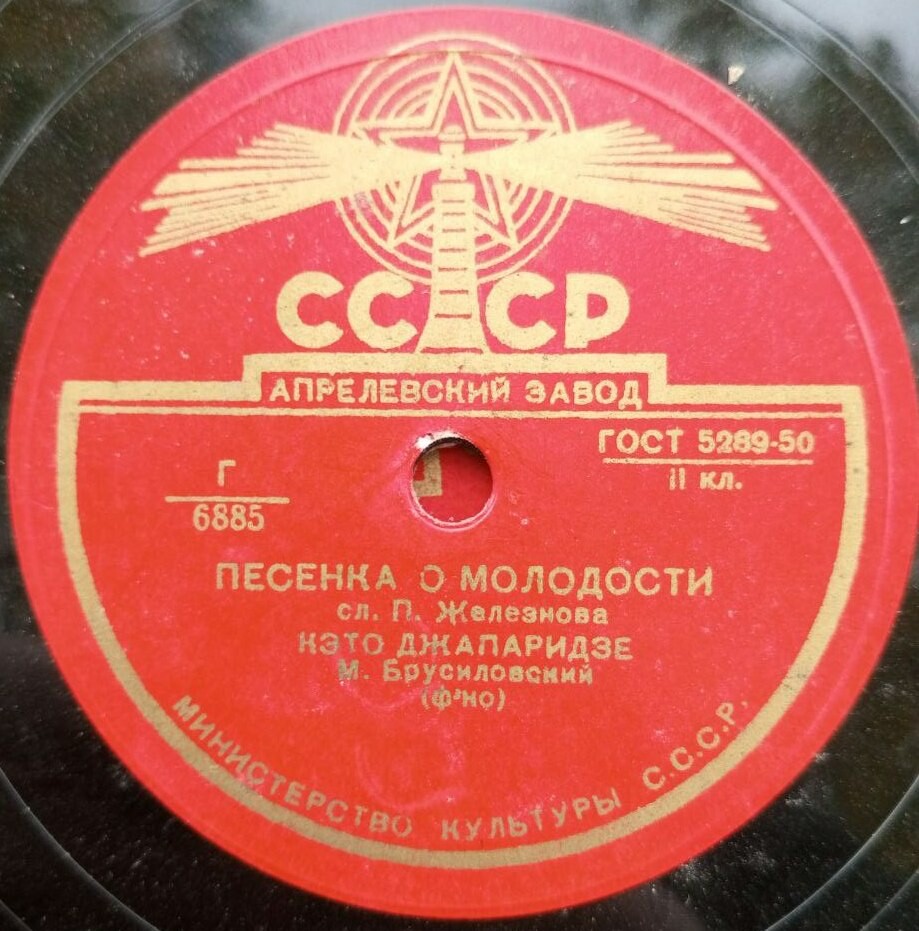 СССР
АПРЕЛЕВСКИЙ ЗАВОД
ГОСТ 5289-50
II кл.
Г
6885
ПЕСЕНКА О МОЛОДОСТИ
сл. П. Железнова
КЭТО ДЖАПАРИДЗЕ
М. Брусиловский
(ф'но)
МИНИСТЕРСТВО КУЛЬТУРЫ С.С.С.Р.